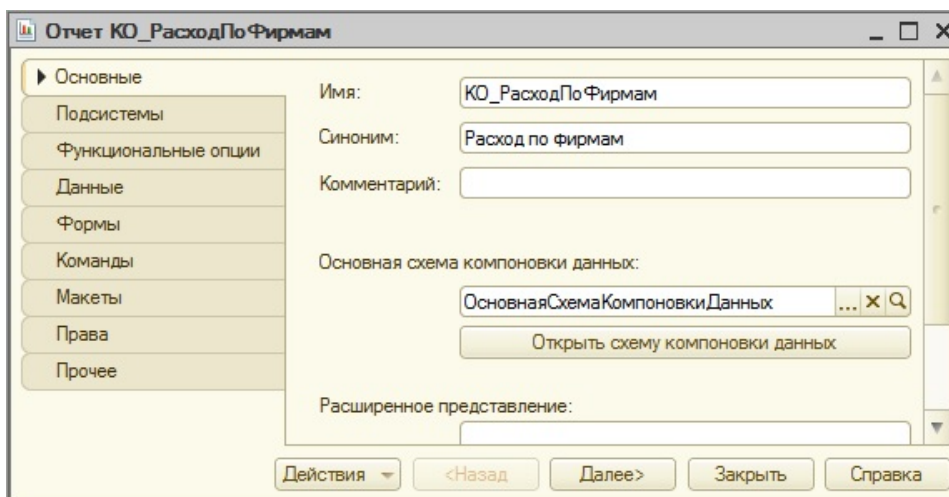 Отчет КО_РасходПоФирмам
Основные
Подсистемы
Функциональные опции
Данные
Формы
Команды
Макеты
Права
Прочее
Имя: КО_РасходПоФирмам
Синоним: Расход по фирмам
Комментарий:
Основная схема компоновки данных:
ОсновнаяСхемаКомпоновкиДанных ...
Открыть схему компоновки данных
Расширенное представление:
Действия <Назад Далее> Закрыть Справка